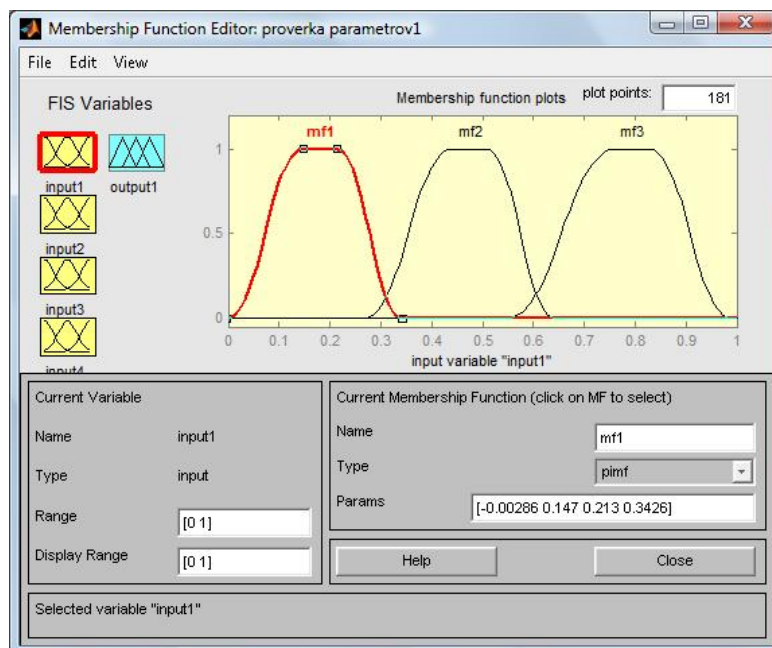 Membership Function Editor: proverka parametrov1
File Edit View
FIS Variables
Membership function plots plot points: 181
mf1 mf2 mf3
1
0.5
0
input1 output1
input2
input3
input4
0 0.1 0.2 0.3 0.4 0.5 0.6 0.7 0.8 0.9 1
input variable "input1"
Current Variable
Name input1
Type input
Range [0 1]
Display Range [0 1]
Current Membership Function (click on MF to select)
Name mf1
Type pimf
Params [-0.00286 0.147 0.213 0.3426]
Help Close
Selected variable "input1"